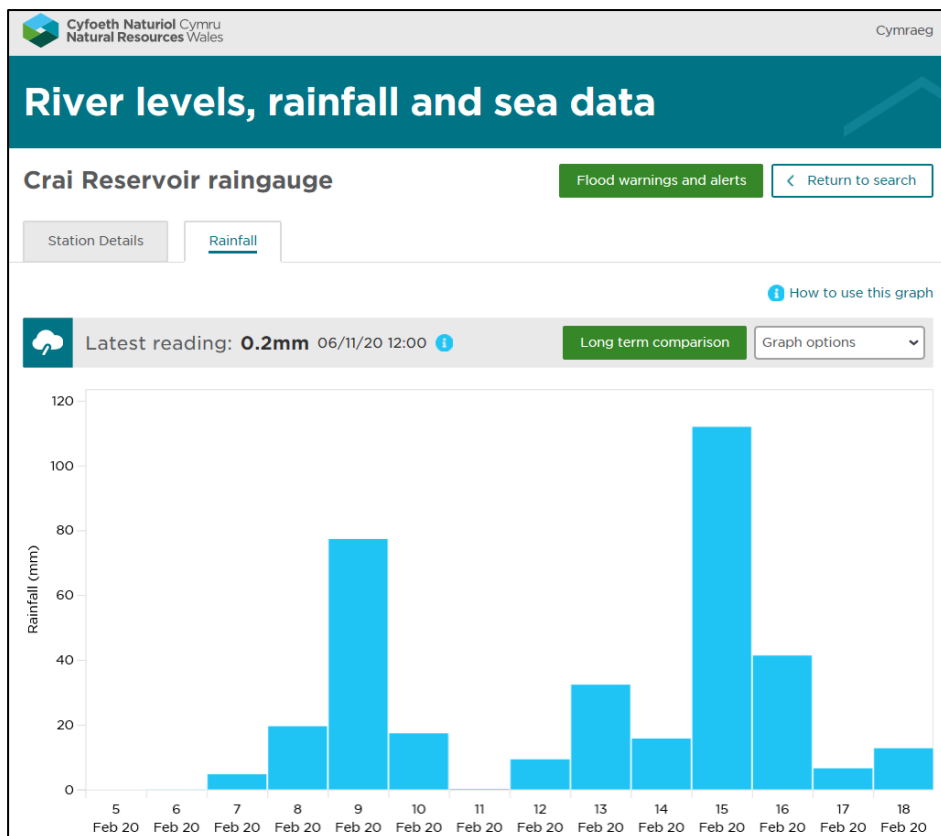 Cyfoeth Naturiol Cymru
Natural Resources Wales
Cymraeg
River levels, rainfall and sea data
Crai Reservoir raingauge
Flood warnings and alerts
Return to search
Station Details
Rainfall
How to use this graph
Latest reading: 0.2mm 06/11/20 12:00
Long term comparison
Graph options
Rainfall (mm)
120
100
80
60
40
20
0
5 6 7 8 9 10 11 12 13 14 15 16 17 18
Feb 20 Feb 20 Feb 20 Feb 20 Feb 20 Feb 20 Feb 20 Feb 20 Feb 20 Feb 20 Feb 20 Feb 20 Feb 20 Feb 20